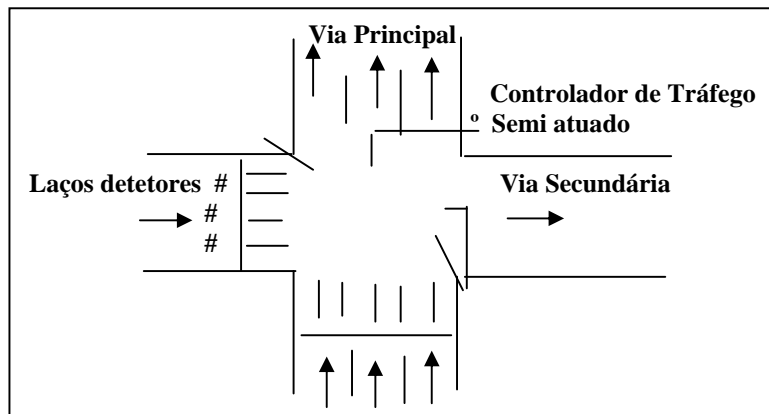 Via Principal
Controlador de Tráfego
º Semi atuado
Laços detetores #
#
#
Via Secundária